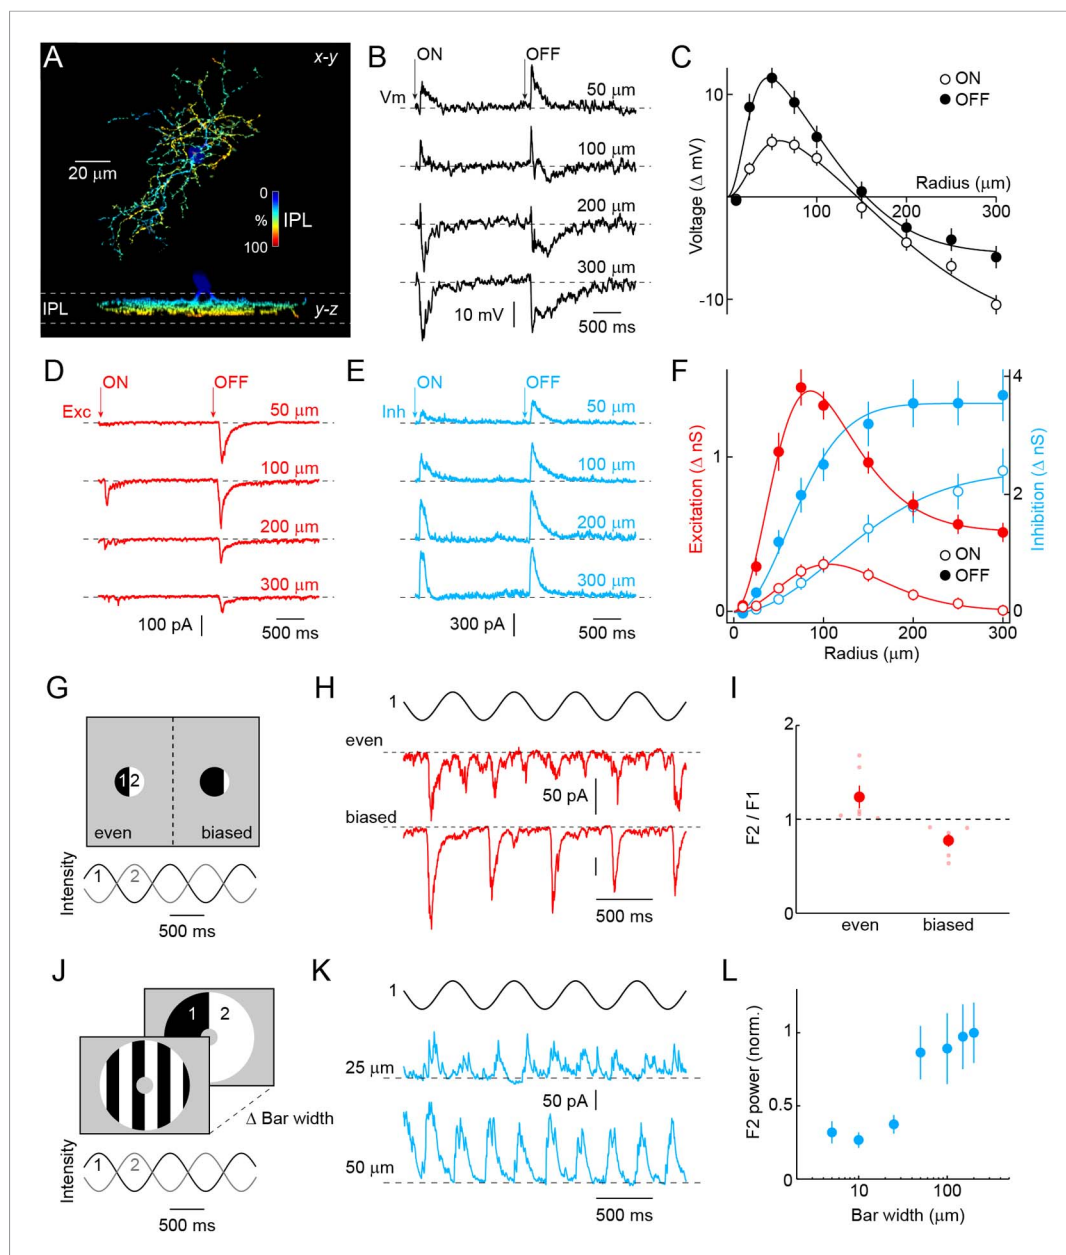 A
x-y
20 μm
0
%
IPL
100
IPL
y-z
B
ON
OFF
Vm
50 μm
100 μm
200 μm
300 μm
10 mV
500 ms
C
ON
OFF
10
Voltage (Δ mV)
Radius (μm)
100
200
300
-10
D
ON
OFF
Exc
50 μm
100 μm
200 μm
300 μm
100 pA
500 ms
E
ON
OFF
Inh
50 μm
100 μm
200 μm
300 μm
300 pA
500 ms
F
Excitation (Δ nS)
1
0
4
2
0
Inhibition (Δ nS)
ON
OFF
0
100
200
300
Radius (μm)
G
1 2
even
biased
Intensity
1
2
500 ms
H
1
even
50 pA
biased
500 ms
I
F2 / F1
2
1
0
even
biased
J
1
2
Δ Bar width
Intensity
1
2
500 ms
K
1
25 μm
50 pA
50 μm
500 ms
L
F2 power (norm.)
1
0.5
0
10
100
Bar width (μm)